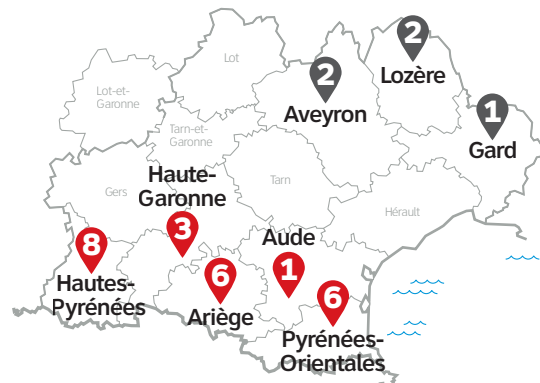 2
Lozère
Lot
2
Aveyron
Lot-et-
Garonne
1
Gard
Tarn-et-
Garonne
Haute-
Garonne
Gers
Tarn
Hérault
3
Aude
8
Hautes-
Pyrénées
6
Ariège
1
6
Pyrénées-
Orientales